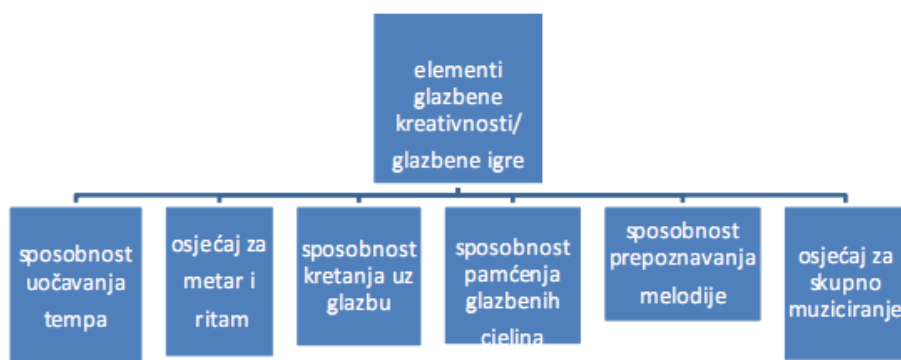 elementi
glazbene
kreativnosti/
glazbene igre
sposobnost
uočavanja
tempa
osjećaj za
metar i
ritam
sposobnost
kretanja uz
glazbu
sposobnost
pamćenja
glazbenih
cjelina
sposobnost
prepoznavanja
melodije
osjećaj za
skupno
muziciranje